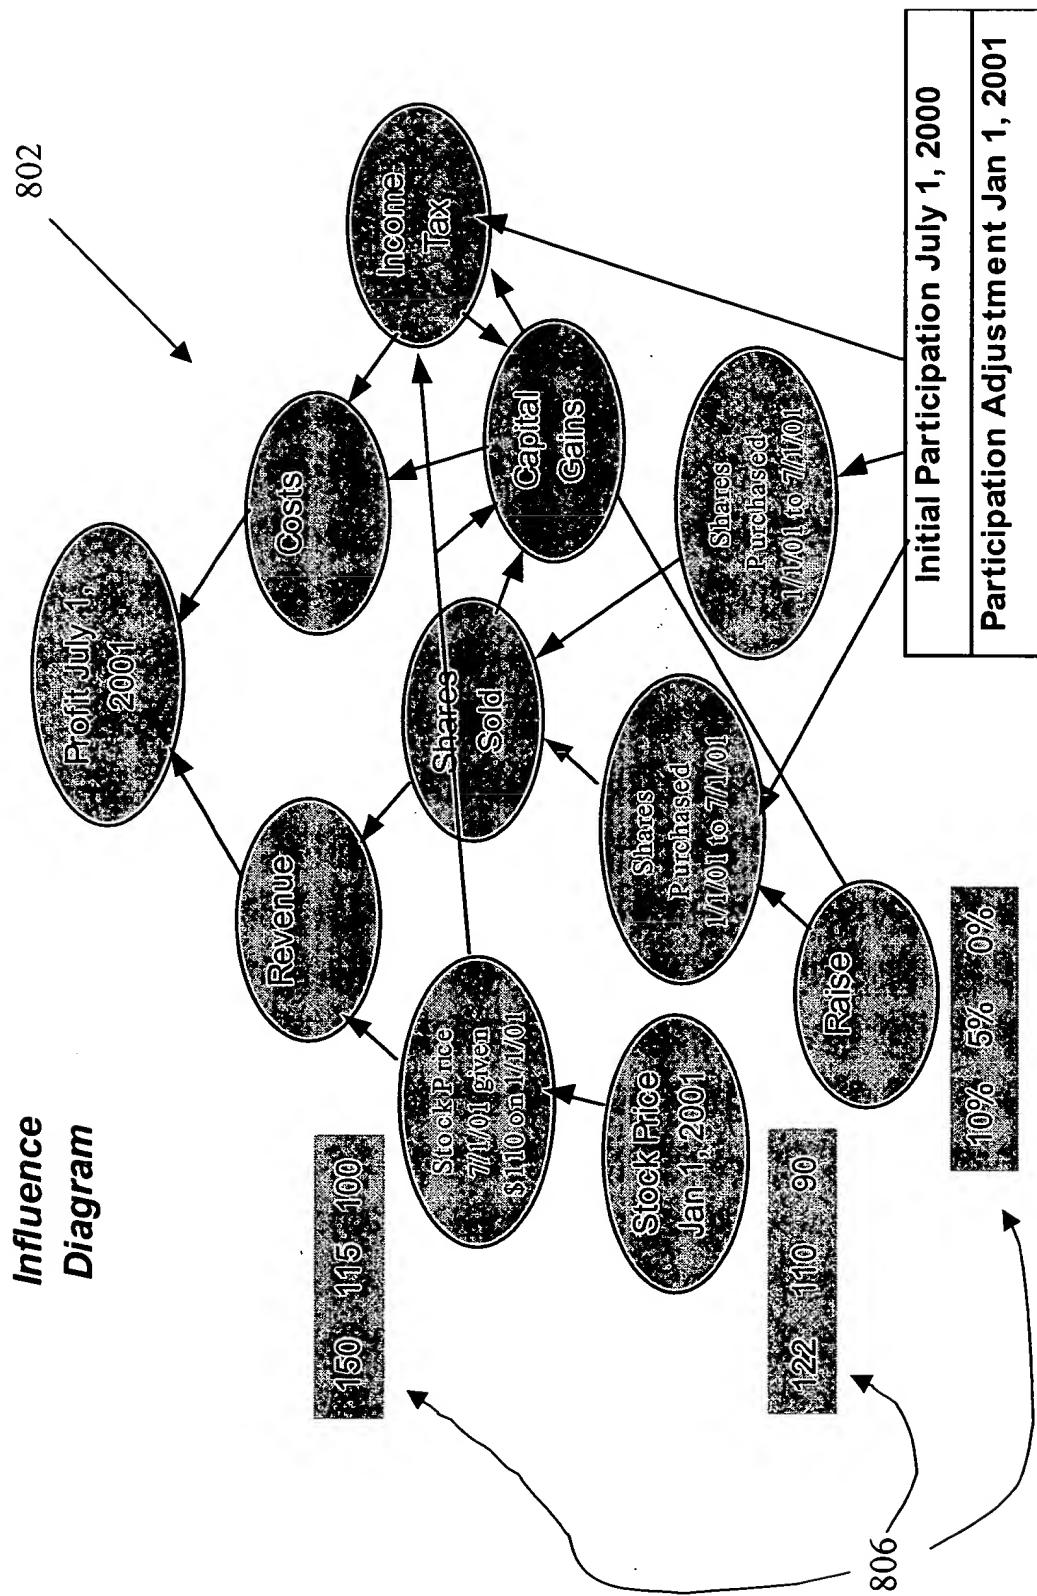 Influence
Diagram
802
Profit July 1,
2001
Revenue
Costs
150 115 100
Stock Price
7/1/01 given
$110 on 1/1/01
Shares
Sold
Income
Tax
Capital
Gains
Stock Price
Jan 1, 2001
Shares
Purchased
1/1/01 to 7/1/01
Shares
Purchased
1/1/01 to 7/1/01
122 110 90
Raise
10% 5% 0%
Initial Participation July 1, 2000
Participation Adjustment Jan 1, 2001
806